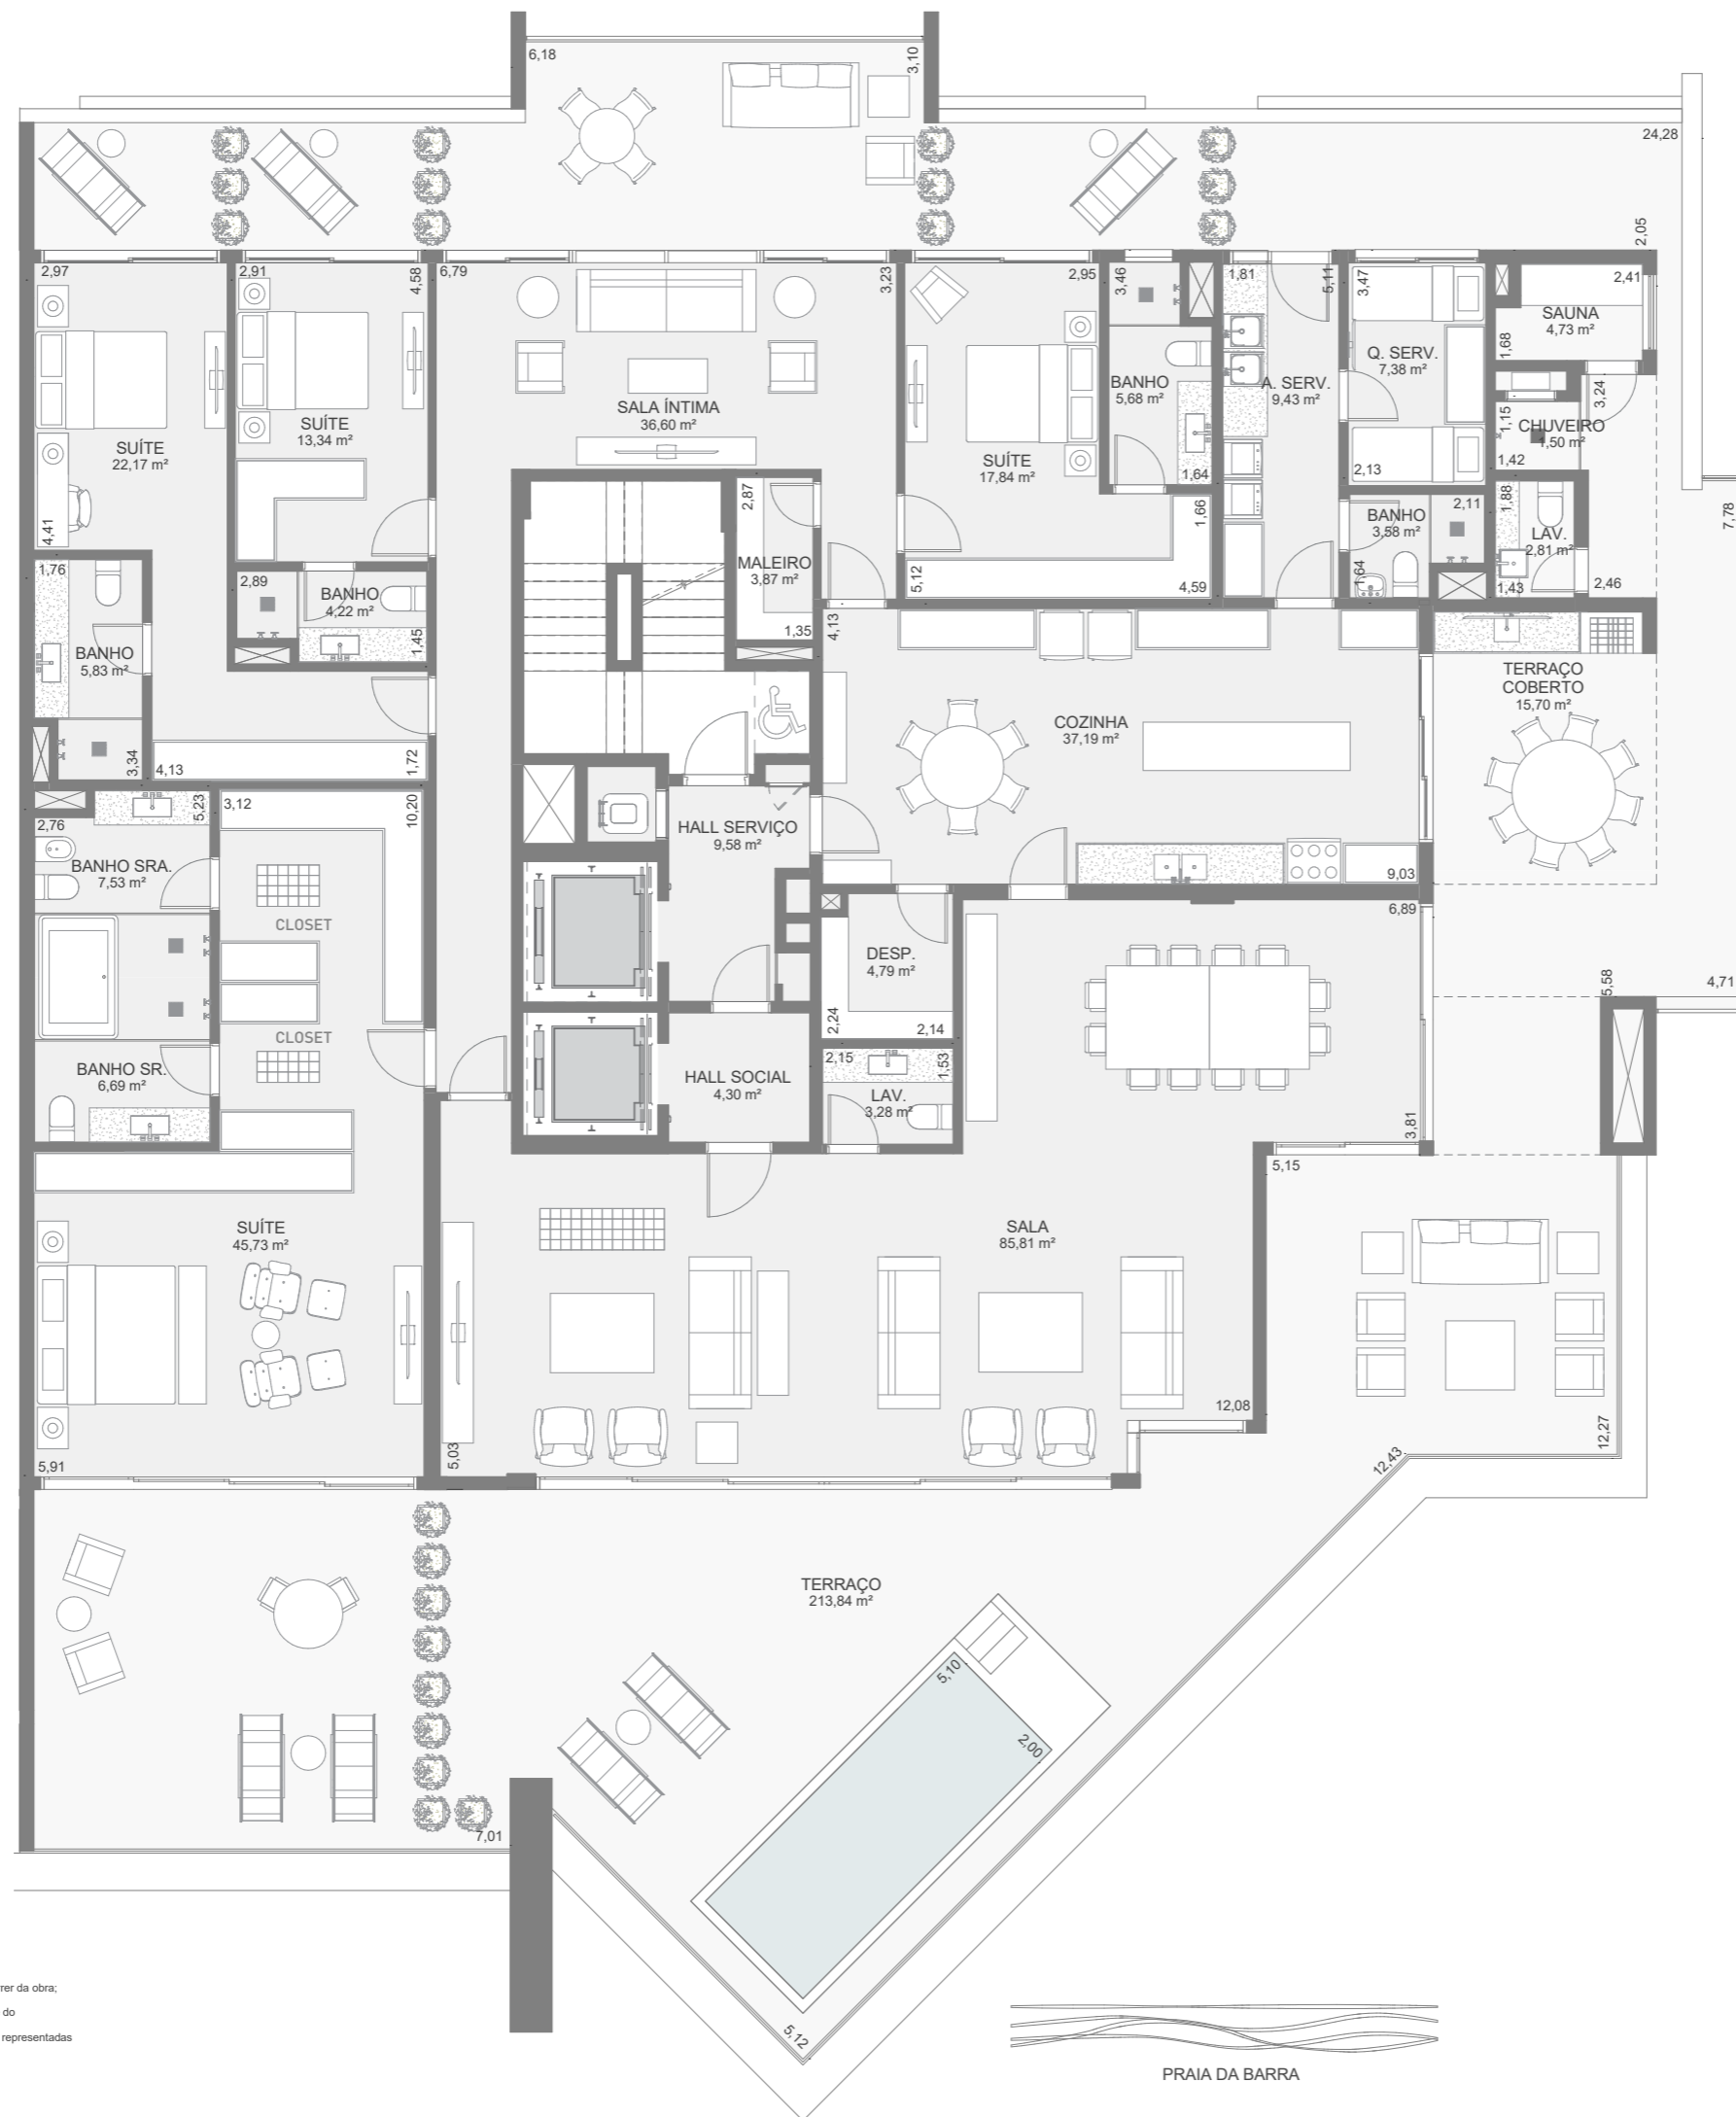 6,18
3,10
24,28
2,05
2,97
2,91
4,58
6,79
3,23
2,95
3,46
1,81
5,11
3,47
2,41
SAUNA
4,73 m²
1,68
Q. SERV.
7,38 m²
BANHO
5,68 m²
A. SERV.
9,43 m²
3,24
1,15
CHUVEIRO
1,50 m²
1,42
SALA ÍNTIMA
36,60 m²
SUÍTE
13,34 m²
SUÍTE
22,17 m²
SUÍTE
17,84 m²
1,64
2,13
2,87
1,66
1,88
2,11
BANHO
3,58 m²
LAV.
2,81 m²
7,78
4,41
MALEIRO
3,87 m²
5,12
4,59
1,64
1,43
2,46
1,76
2,89
BANHO
4,22 m²
1,45
1,35
4,13
BANHO
5,83 m²
TERRAÇO
COBERTO
15,70 m²
COZINHA
37,19 m²
3,34
4,13
1,72
5,23
3,12
10,20
2,76
HALL SERVIÇO
9,58 m²
BANHO SRA.
7,53 m²
9,03
6,89
CLOSET
DESP.
4,79 m²
5,58
4,71
2,24
2,14
CLOSET
BANHO SR.
6,69 m²
HALL SOCIAL
4,30 m²
2,15
1,53
LAV.
3,28 m²
3,81
5,15
SUÍTE
45,73 m²
SALA
85,81 m²
12,08
5,91
5,03
12,43
12,27
TERRAÇO
213,84 m²
5,10
2,00
7,01
5,12
rer da obra;
do
representadas
PRAIA DA BARRA